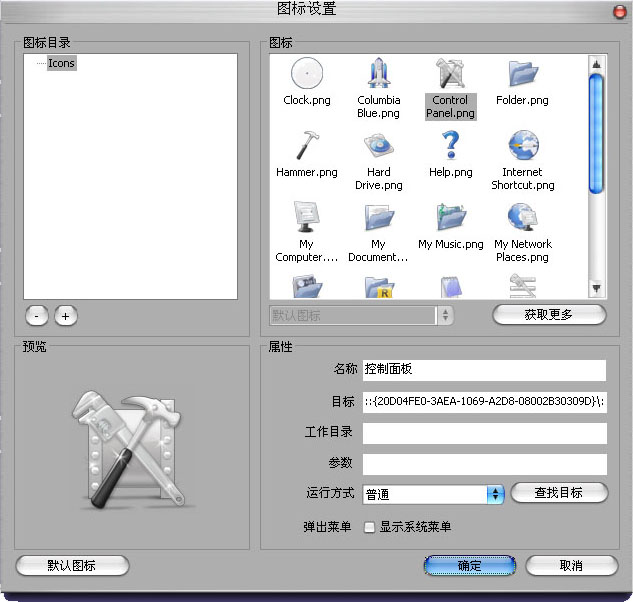 图标设置
图标目录
Icons
图标
Clock.png
Columbia
Blue.png
Control
Panel.png
Folder.png
Hammer.png
Hard
Drive.png
Help.png
Internet
Shortcut.png
My
Computer....
My
Document...
My Music.png
My Network
Places.png
R
- +
默认图标
获取更多
预览
属性
名称 控制面板
目标 ::{20D04FE0-3AEA-1069-A2D8-08002B30309D}\:
工作目录
参数
运行方式 普通 查找目标
弹出菜单 显示系统菜单
默认图标 确定 取消